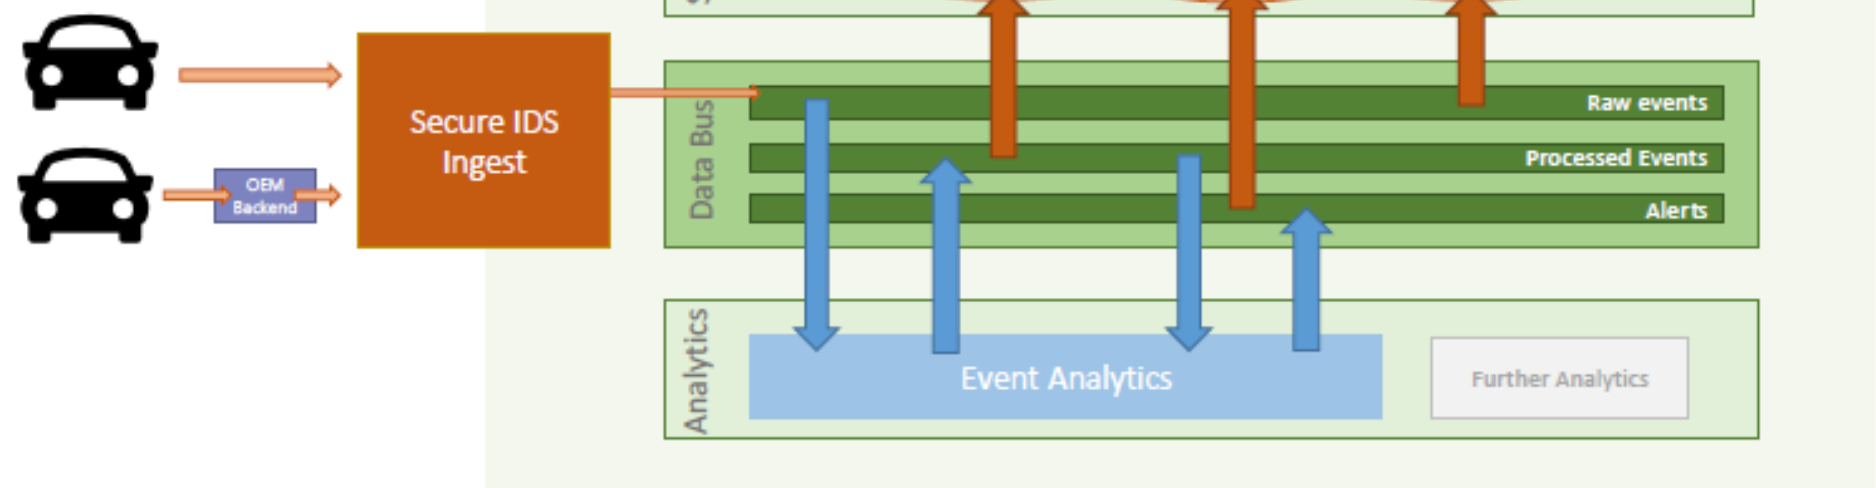 Secure IDS
Ingest
OEM
Backend
Data Bus
Raw events
Processed Events
Alerts
Analytics
Event Analytics
Further Analytics